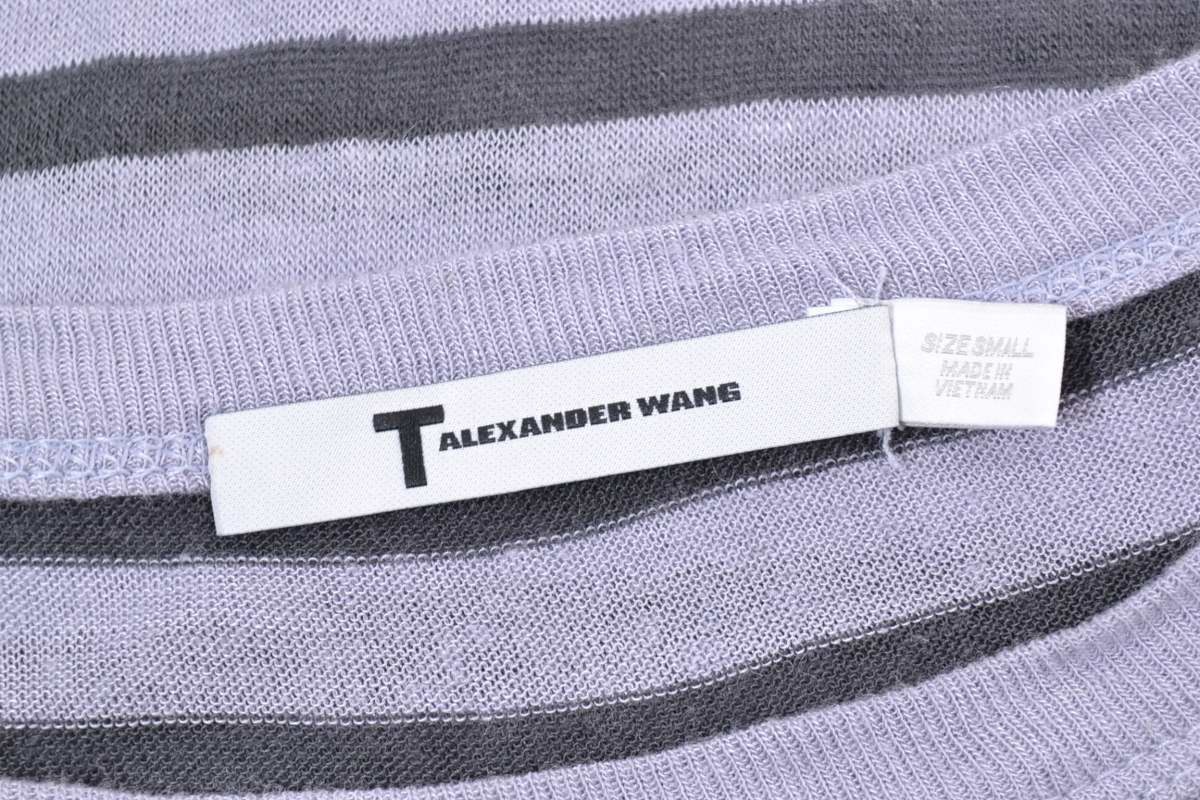 T ALEXANDER WANG
SIZE SMALL
MADE IN
VIETNAM